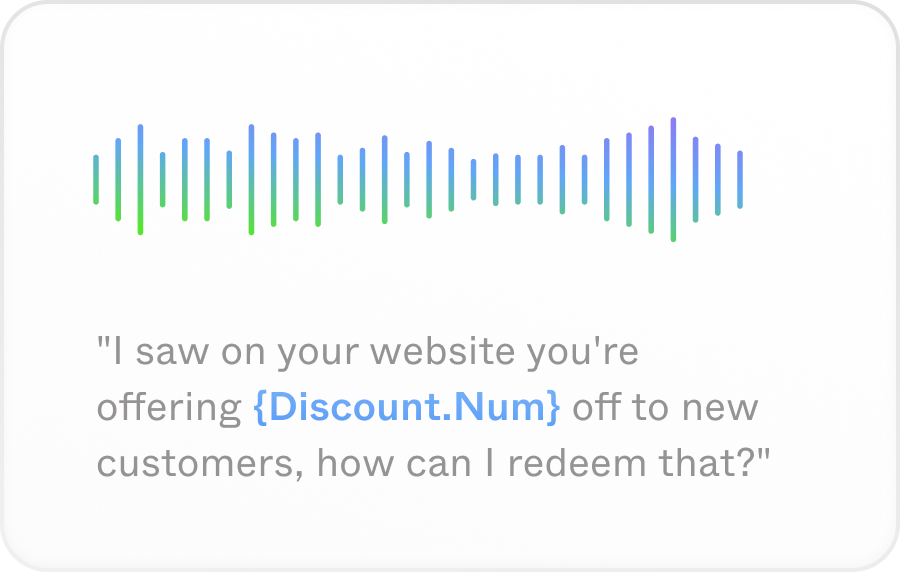 "I saw on your website you're
offering {Discount.Num} off to new
customers, how can I redeem that?"